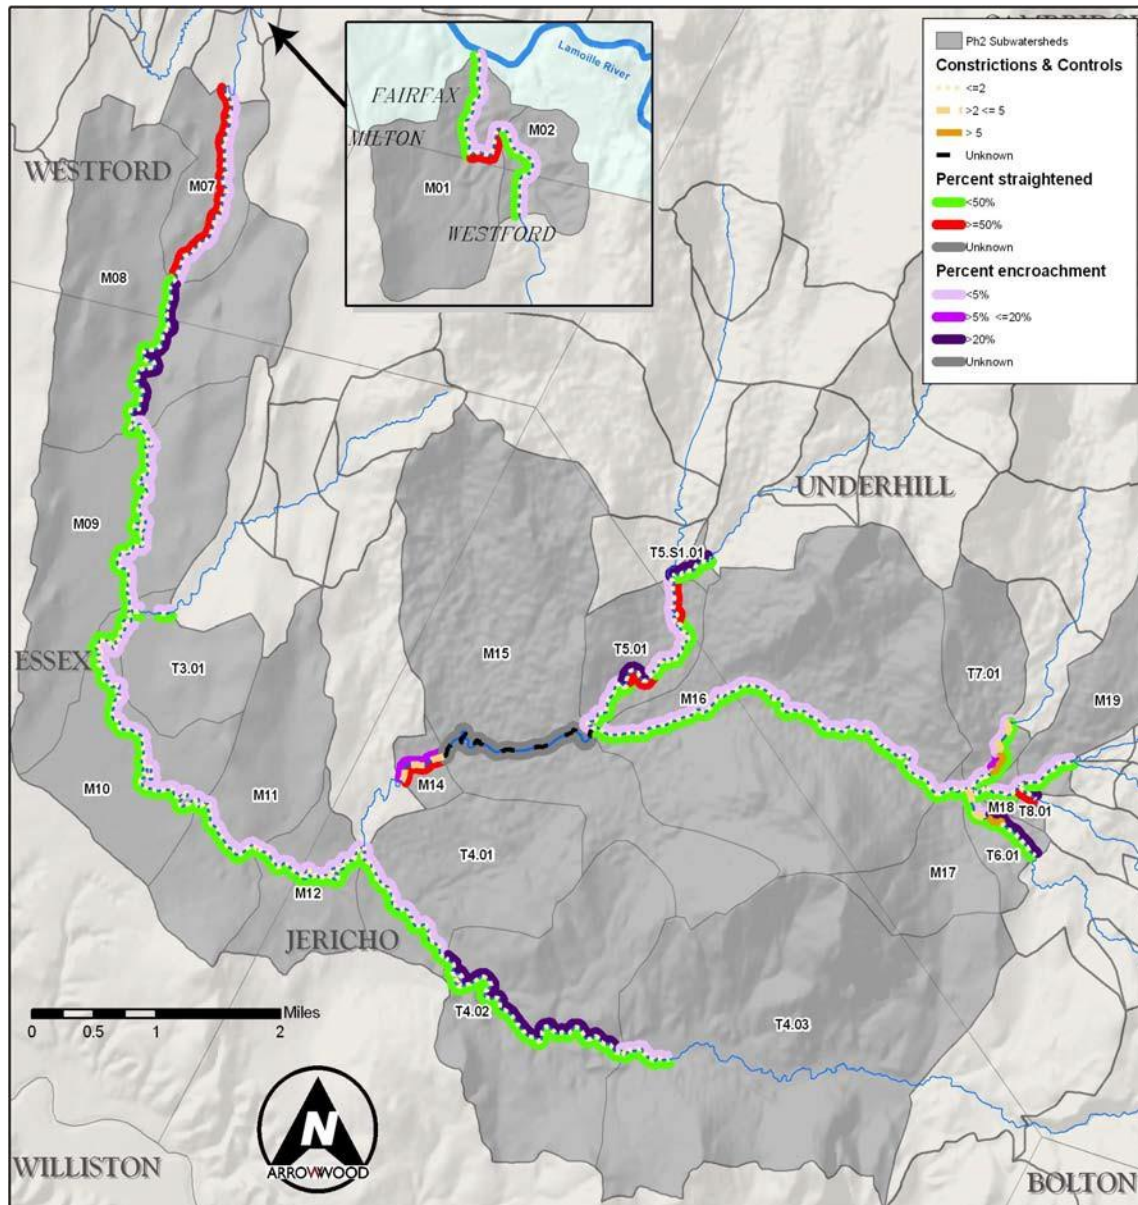 Ph2 Subwatersheds
Constrictions & Controls
<=2
>2 <= 5
> 5
Unknown
Percent straightened
<50%
>=50%
Unknown
Percent encroachment
<5%
>5% <=20%
>20%
Unknown
Lamoille River
FAIRFAX
MILTON
M02
M01
WESTFORD
WESTFORD
M07
M08
UNDERHILL
M09
T5.S1.01
ESSEX
T3.01
M15
T5.01
M16
T7.01
M19
M10
M11
M14
M18
T8.01
T4.01
T6.01
M12
M17
JERICHO
T4.02
T4.03
Miles
0 0.5 1 2
N
ARROWWOOD
WILLISTON
BOLTON